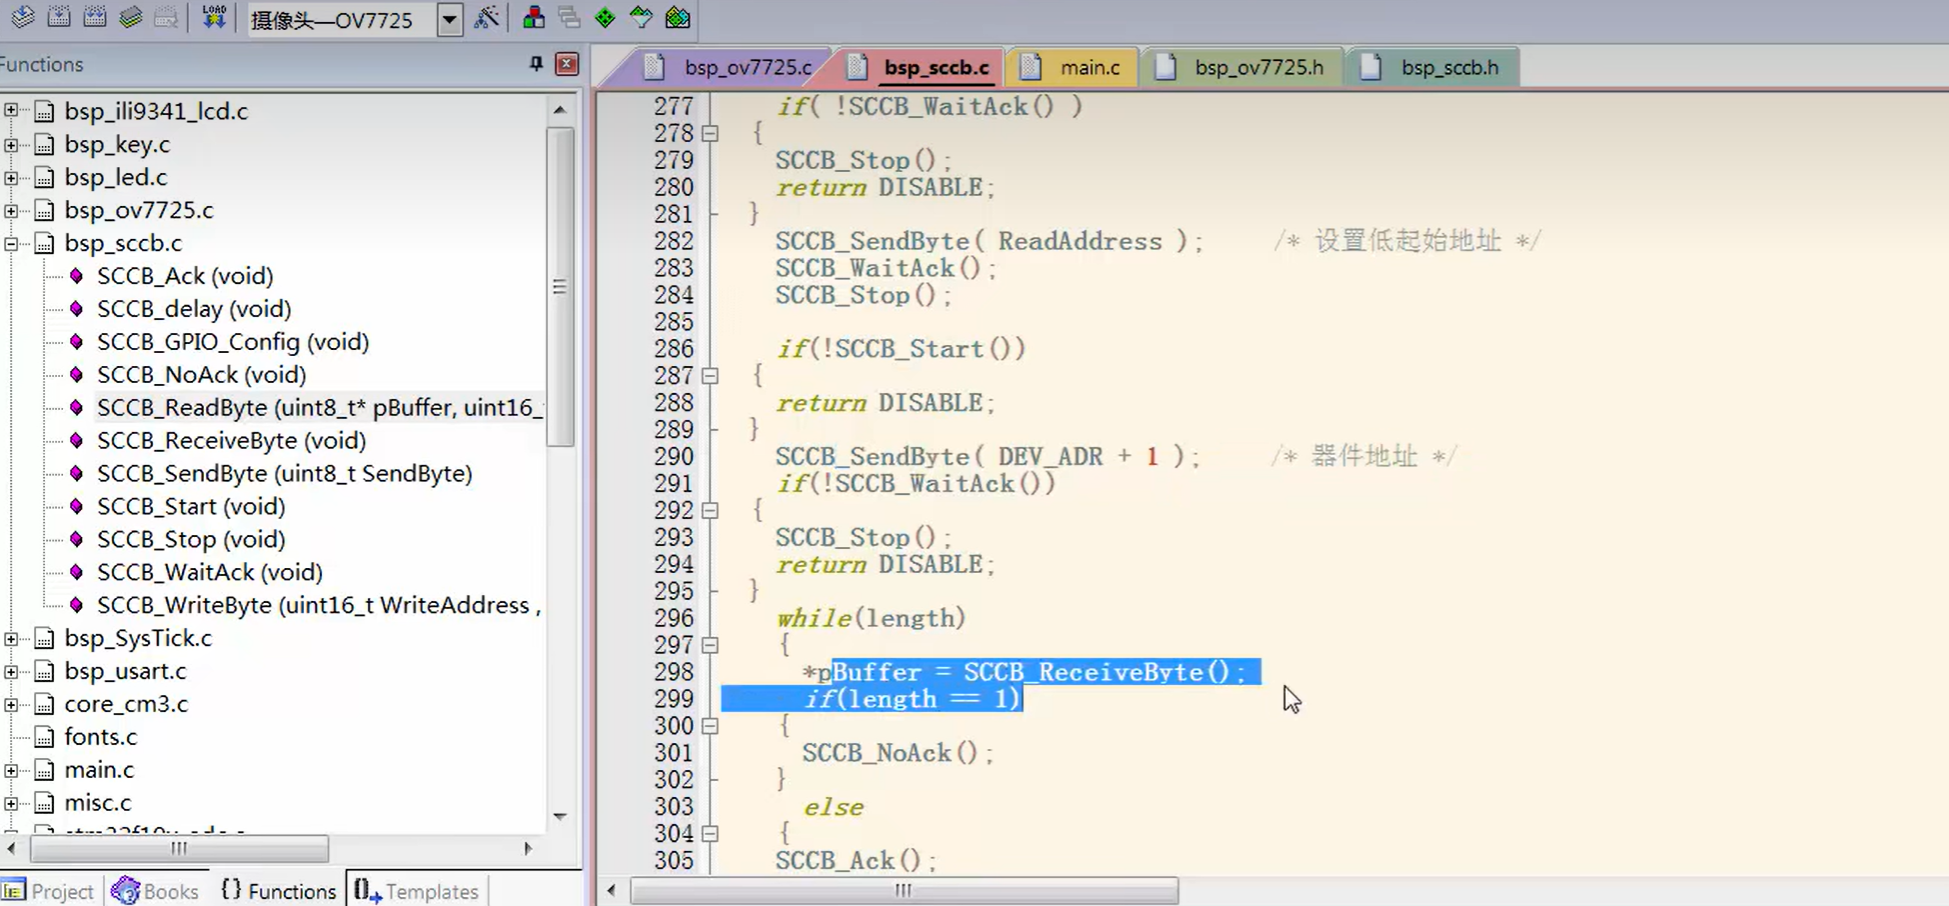 LOAD
摄像头—OV7725
Functions
bsp_ili9341_lcd.c
bsp_key.c
bsp_led.c
bsp_ov7725.c
bsp_sccb.c
SCCB_Ack (void)
SCCB_delay (void)
SCCB_GPIO_Config (void)
SCCB_NoAck (void)
SCCB_ReadByte (uint8_t* pBuffer, uint16_
SCCB_ReceiveByte (void)
SCCB_SendByte (uint8_t SendByte)
SCCB_Start (void)
SCCB_Stop (void)
SCCB_WaitAck (void)
SCCB_WriteByte (uint16_t WriteAddress ,
bsp_SysTick.c
bsp_usart.c
core_cm3.c
fonts.c
main.c
misc.c
Project
Books
{} Functions
Templates
bsp_ov7725.c
bsp_sccb.c
main.c
bsp_ov7725.h
bsp_sccb.h
277 if( !SCCB_WaitAck() )
278 {
279 SCCB_Stop();
280 return DISABLE;
281 }
282 SCCB_SendByte( ReadAddress ); /* 设置低起始地址 */
283 SCCB_WaitAck();
284 SCCB_Stop();
285
286 if(!SCCB_Start())
287 {
288 return DISABLE;
289 }
290 SCCB_SendByte( DEV_ADR + 1 ); /* 器件地址 */
291 if(!SCCB_WaitAck())
292 {
293 SCCB_Stop();
294 return DISABLE;
295 }
296 while(length)
297 {
298 *pBuffer = SCCB_ReceiveByte();
299 if(length == 1)
300 {
301 SCCB_NoAck();
302 }
303 else
304 {
305 SCCB_Ack();